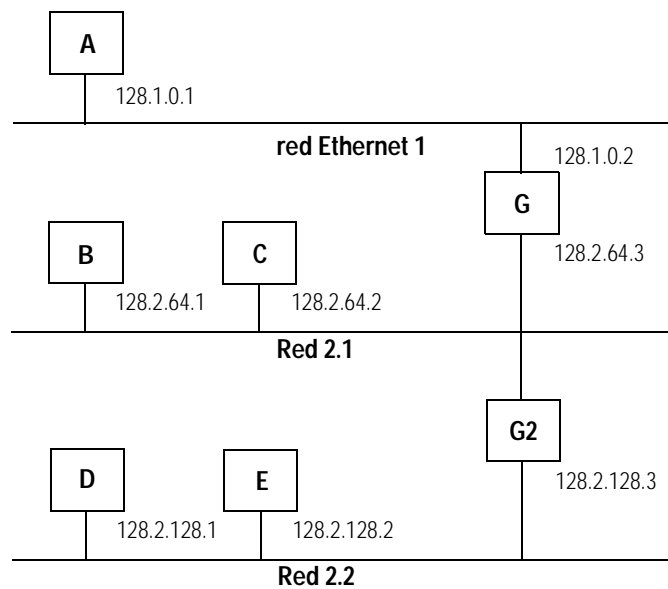 A
128.1.0.1
red Ethernet 1
128.1.0.2
G
128.2.64.3
B
128.2.64.1
C
128.2.64.2
Red 2.1
G2
128.2.128.3
D
128.2.128.1
E
128.2.128.2
Red 2.2